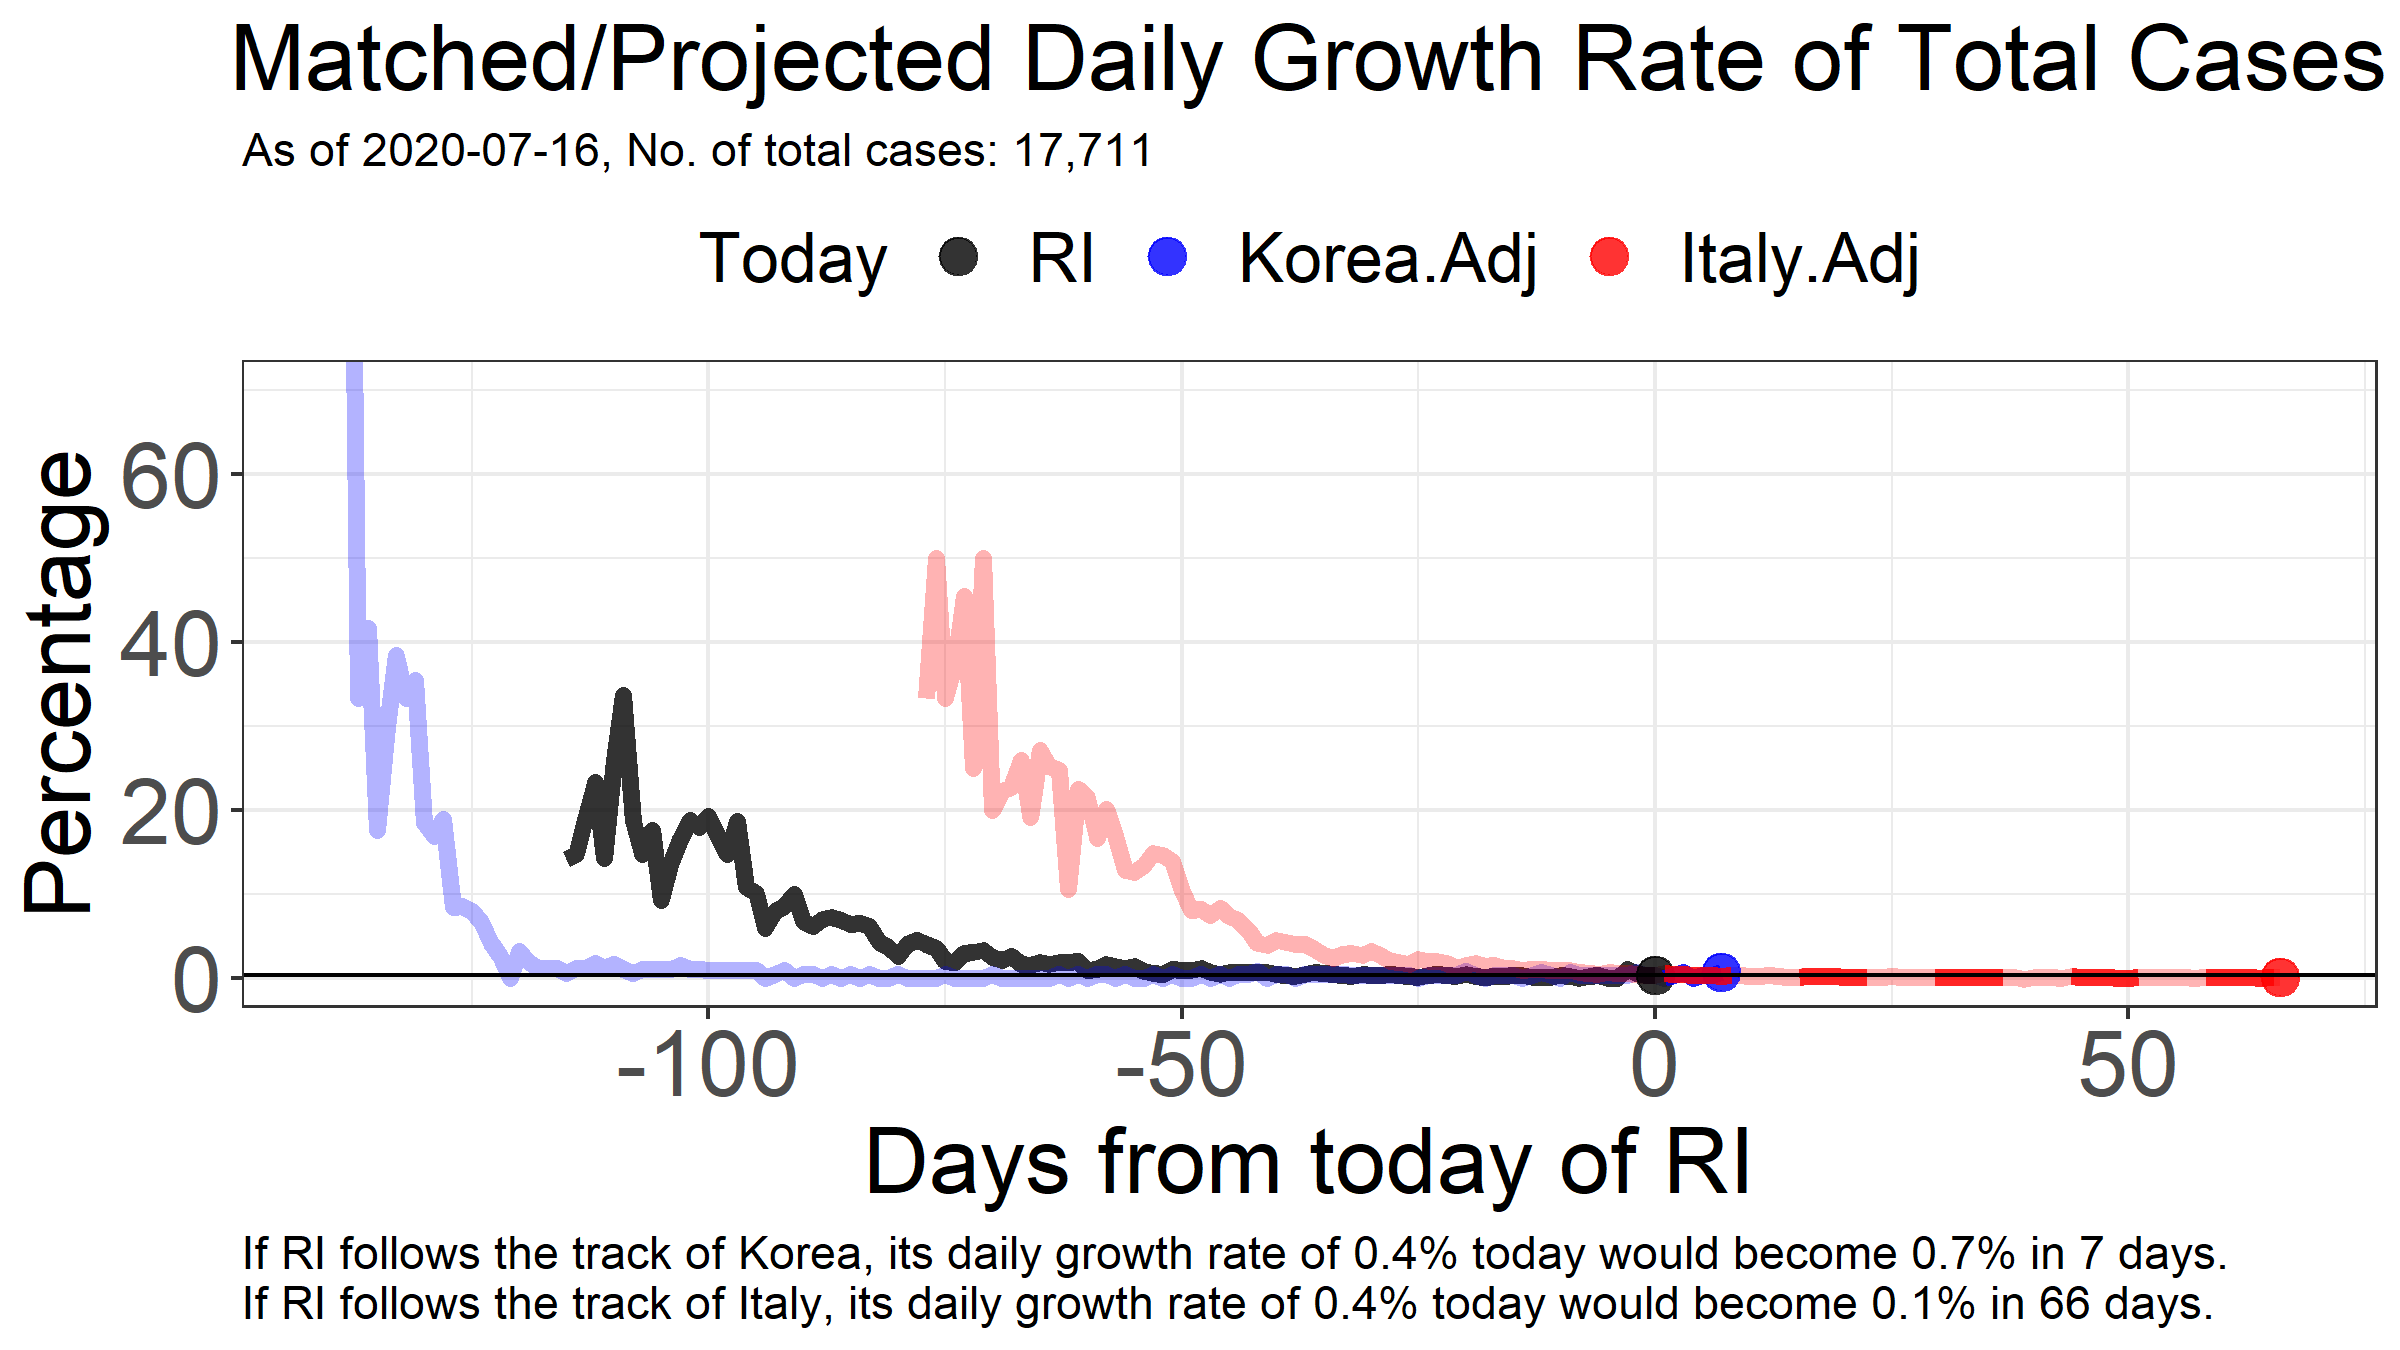 Matched/Projected Daily Growth Rate of Total Cases
As of 2020-07-16, No. of total cases: 17,711
Today RI Korea.Adj Italy.Adj
Percentage
60
40
20
0
-100 -50 0 50
Days from today of RI
If RI follows the track of Korea, its daily growth rate of 0.4% today would become 0.7% in 7 days.
If RI follows the track of Italy, its daily growth rate of 0.4% today would become 0.1% in 66 days.